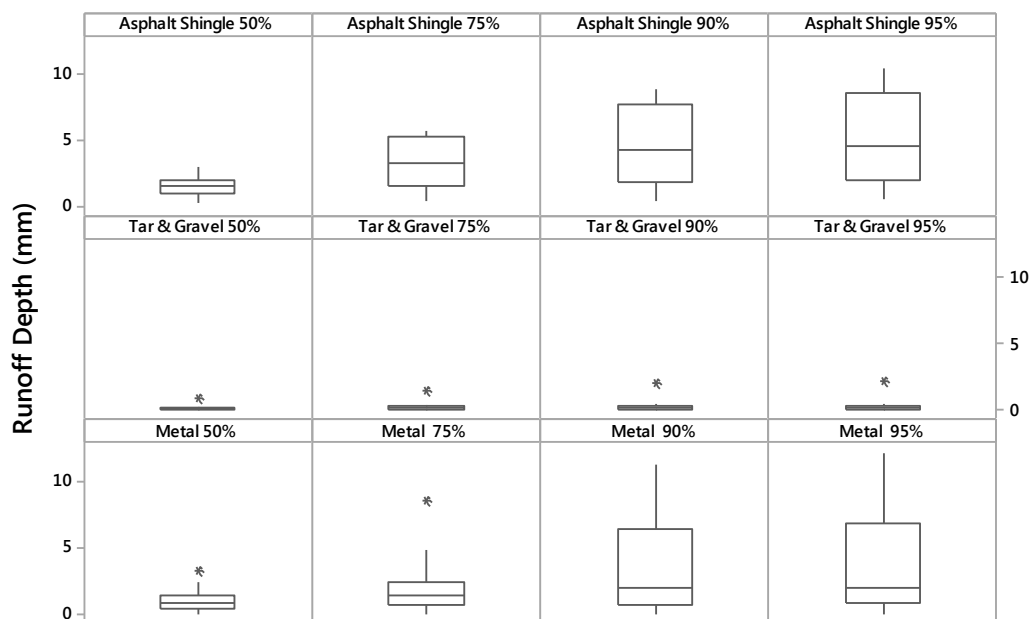 Asphalt Shingle 50% Asphalt Shingle 75% Asphalt Shingle 90% Asphalt Shingle 95%
10
5
0
Tar & Gravel 50% Tar & Gravel 75% Tar & Gravel 90% Tar & Gravel 95%
10
5
0
Metal 50% Metal 75% Metal 90% Metal 95%
10
5
0
Runoff Depth (mm)